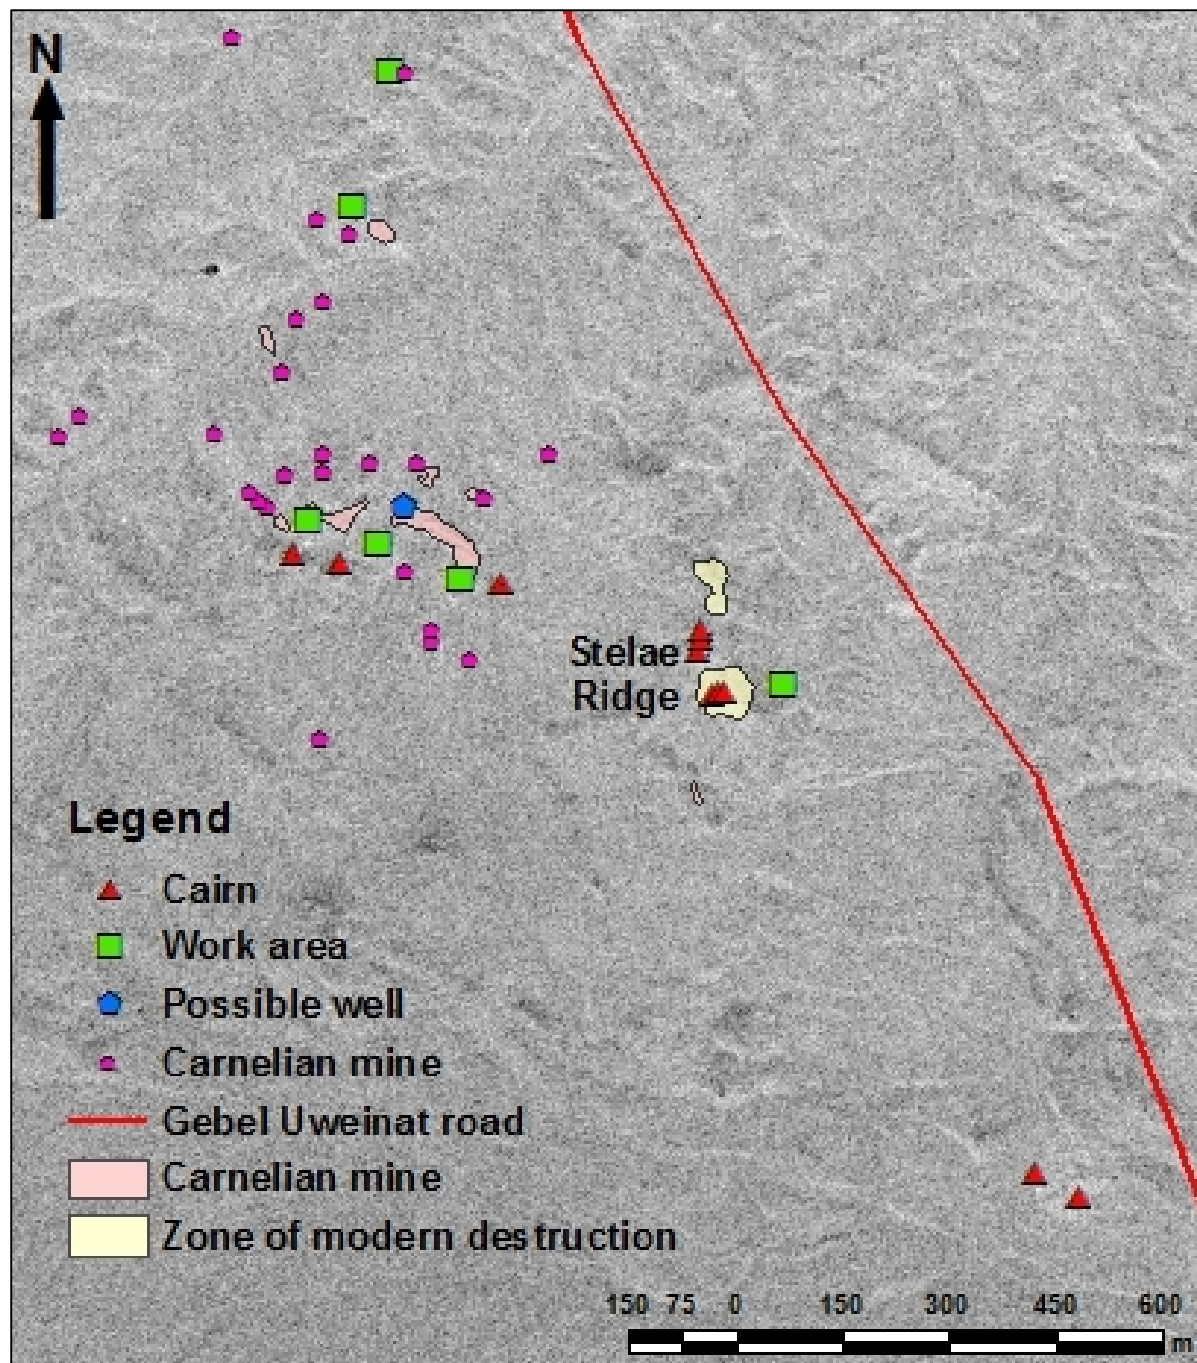 N
Stelae
Ridge
Legend
Cairn
Work area
Possible well
Carnelian mine
Gebel Uweinat road
Carnelian mine
Zone of modern destruction
150 75 0 150 300 450 600
m